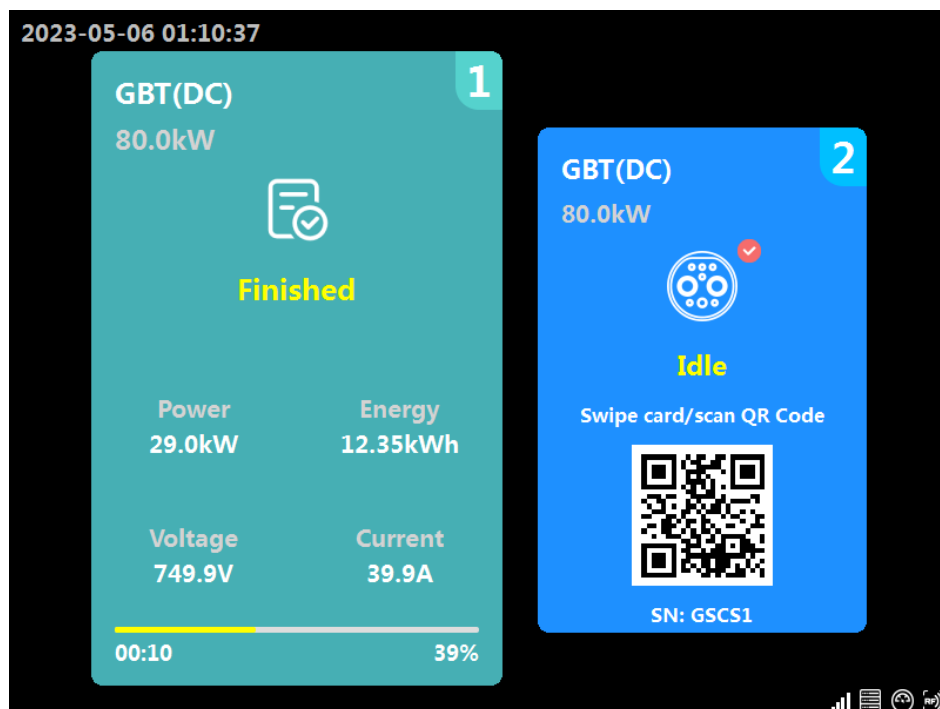 2023-05-06 01:10:37
GBT(DC)
1
80.0kW
Finished
Power
Energy
29.0kW
12.35kWh
Voltage
Current
749.9V
39.9A
00:10
39%
GBT(DC)
2
80.0kW
Idle
Swipe card/scan QR Code
SN: GSCS1
RF